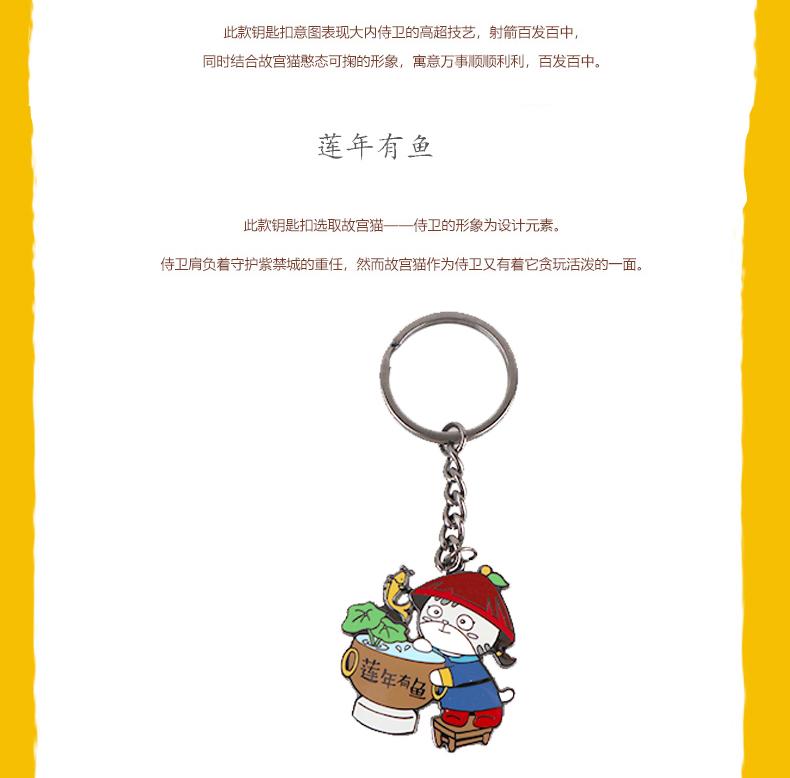 此款钥匙扣意图表现大内侍卫的高超技艺，射箭百发百中，
同时结合故宫猫憨态可掬的形象，寓意万事顺顺利利，百发百中。
莲年有鱼
此款钥匙扣选取故宫猫——侍卫的形象为设计元素。
侍卫肩负着守护紫禁城的重任，然而故宫猫作为侍卫又有着它贪玩活泼的一面。
莲年有鱼